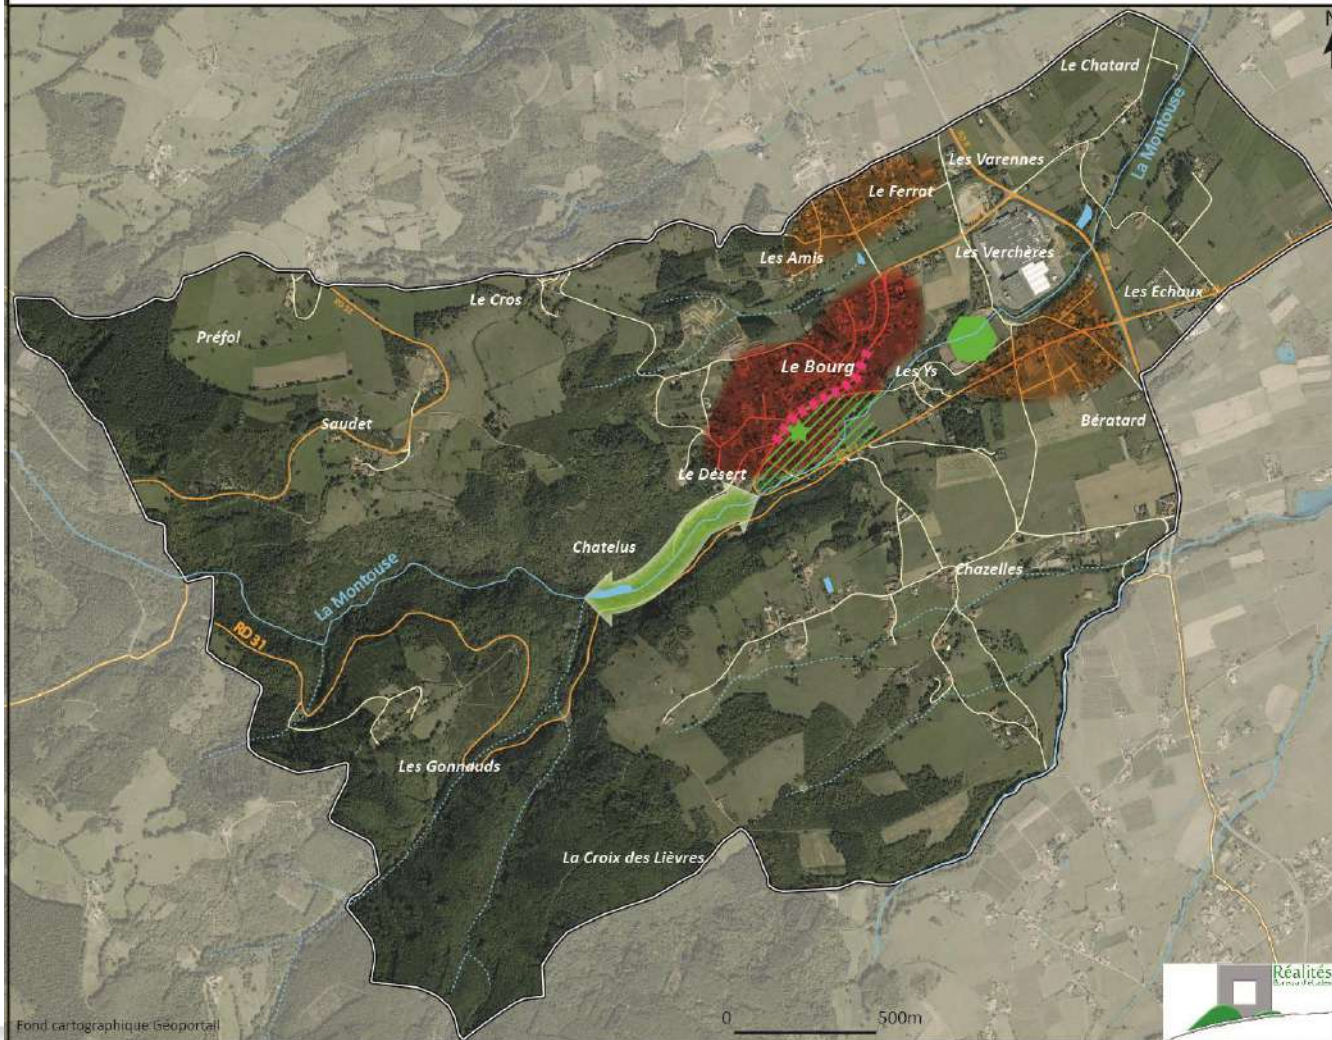 N
Le Chatard
La Montouse
Les Varennes
Le Ferrat
Les Amis
Les Verchères
Les Echaux
Le Cros
Préfol
Le Bourg
Les Ys
Saudet
Bératard
Le Désert
Chatelus
Chazelles
La Montouse
RD 31
Les Gonnauds
La Croix des Lièvres
Réalités
Fond cartographique Géoportail
0 500m